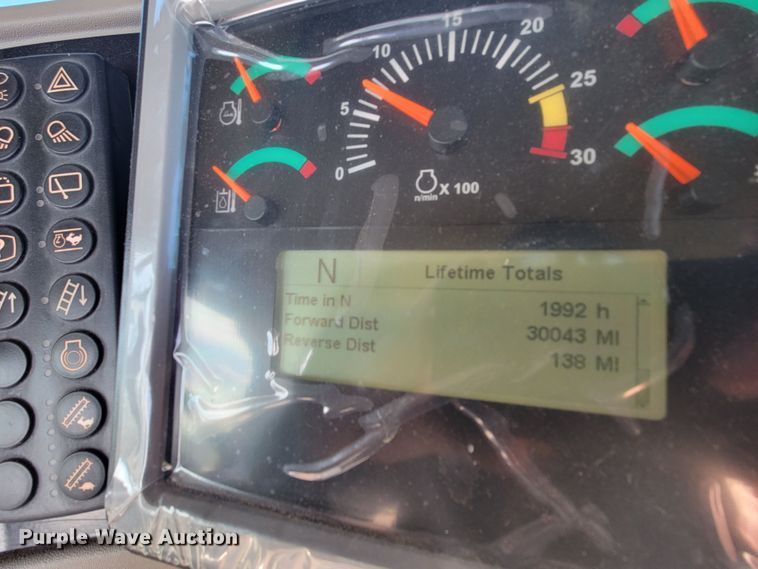 15
10
20
5
25
0
30
n/min X 100
N Lifetime Totals
Time in N 1992 h
Forward Dist 30043 MI
Reverse Dist 138 MI
Purple Wave Auction